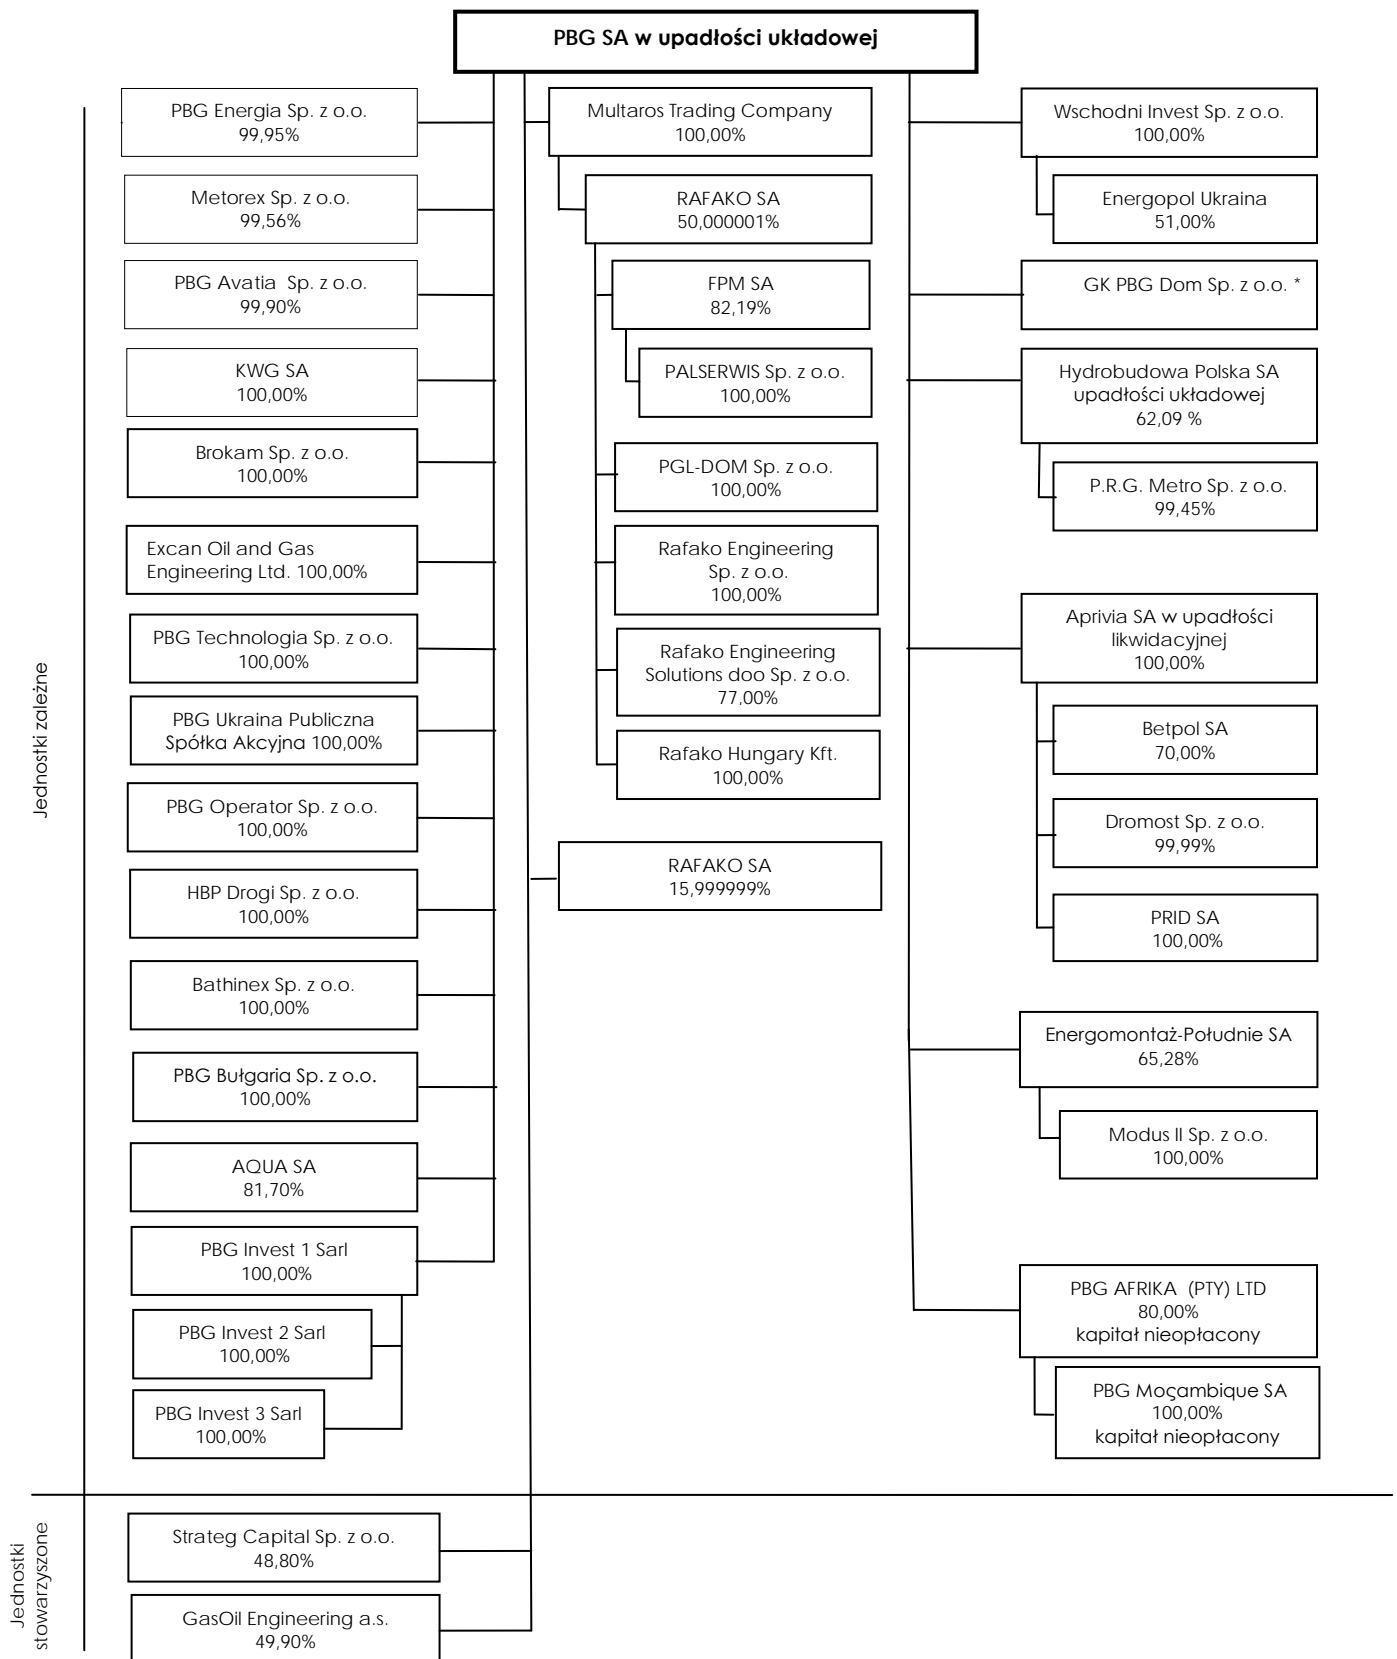 PBG SA w upadłości układowej
Jednostki zależne
PBG Energia Sp. z o.o.
99,95%
Metorex Sp. z o.o.
99,56%
PBG Avatia Sp. z o.o.
99,90%
KWG SA
100,00%
Brokam Sp. z o.o.
100,00%
Excan Oil and Gas
Engineering Ltd. 100,00%
PBG Technologia Sp. z o.o.
100,00%
PBG Ukraina Publiczna
Spółka Akcyjna 100,00%
PBG Operator Sp. z o.o.
100,00%
HBP Drogi Sp. z o.o.
100,00%
Bathinex Sp. z o.o.
100,00%
PBG Bułgaria Sp. z o.o.
100,00%
AQUA SA
81,70%
PBG Invest 1 Sarl
100,00%
PBG Invest 2 Sarl
100,00%
PBG Invest 3 Sarl
100,00%
Multaros Trading Company
100,00%
RAFAKO SA
50,000001%
FPM SA
82,19%
PALSERWIS Sp. z o.o.
100,00%
PGL-DOM Sp. z o.o.
100,00%
Rafako Engineering
Sp. z o.o.
100,00%
Rafako Engineering
Solutions doo Sp. z o.o.
77,00%
Rafako Hungary Kft.
100,00%
RAFAKO SA
15,999999%
Wschodni Invest Sp. z o.o.
100,00%
Energopol Ukraina
51,00%
GK PBG Dom Sp. z o.o. *
Hydrobudowa Polska SA
upadłości układowej
62,09 %
P.R.G. Metro Sp. z o.o.
99,45%
Aprivia SA w upadłości
likwidacyjnej
100,00%
Betpol SA
70,00%
Dromost Sp. z o.o.
99,99%
PRID SA
100,00%
Energomontaż-Południe SA
65,28%
Modus II Sp. z o.o.
100,00%
PBG AFRIKA (PTY) LTD
80,00%
kapitał nieopłacony
PBG Moçambique SA
100,00%
kapitał nieopłacony
Jednostki
stowarzyszone
Strateg Capital Sp. z o.o.
48,80%
GasOil Engineering a.s.
49,90%